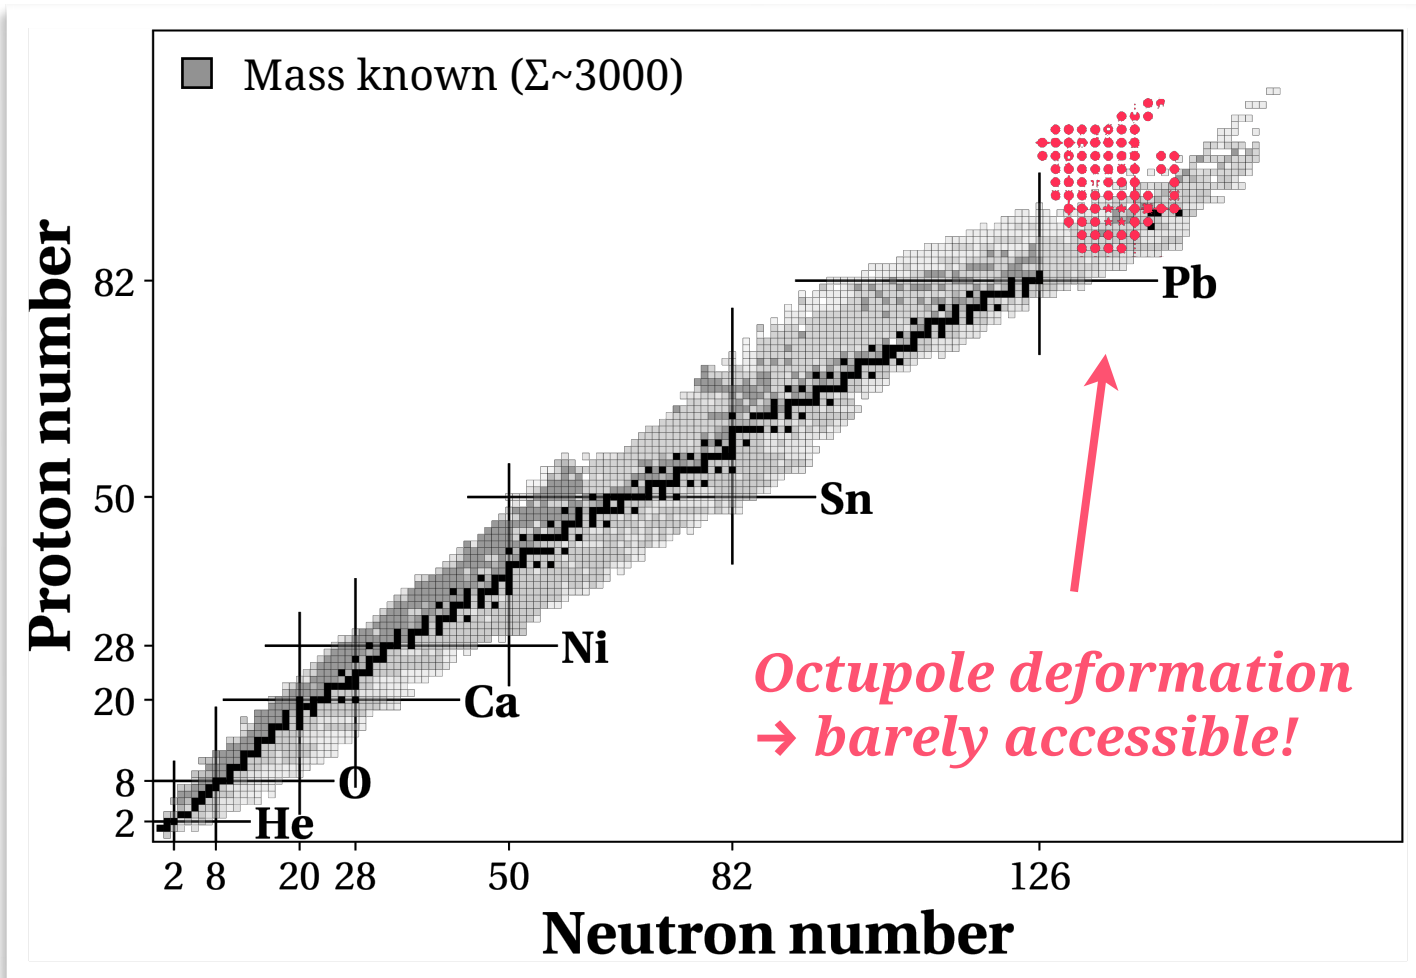 Mass known (Σ~3000)
Proton number
82
50
28
20
8
2
Pb
Sn
Ni
Ca
O
He
Octupole deformation
→ barely accessible!
2 8 20 28 50 82 126
Neutron number